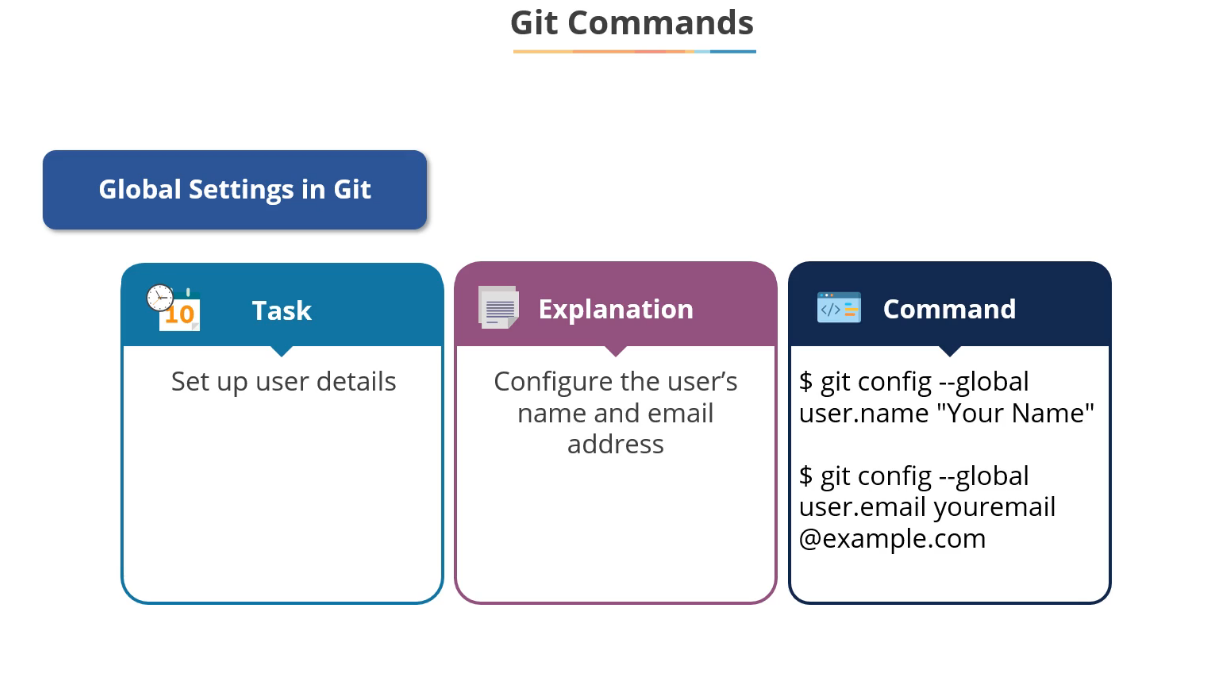 Git Commands
Global Settings in Git
10
Task
Set up user details
Explanation
Configure the user’s
name and email
address
</>
Command
$ git config --global
user.name "Your Name"
$ git config --global
user.email youremail
@example.com